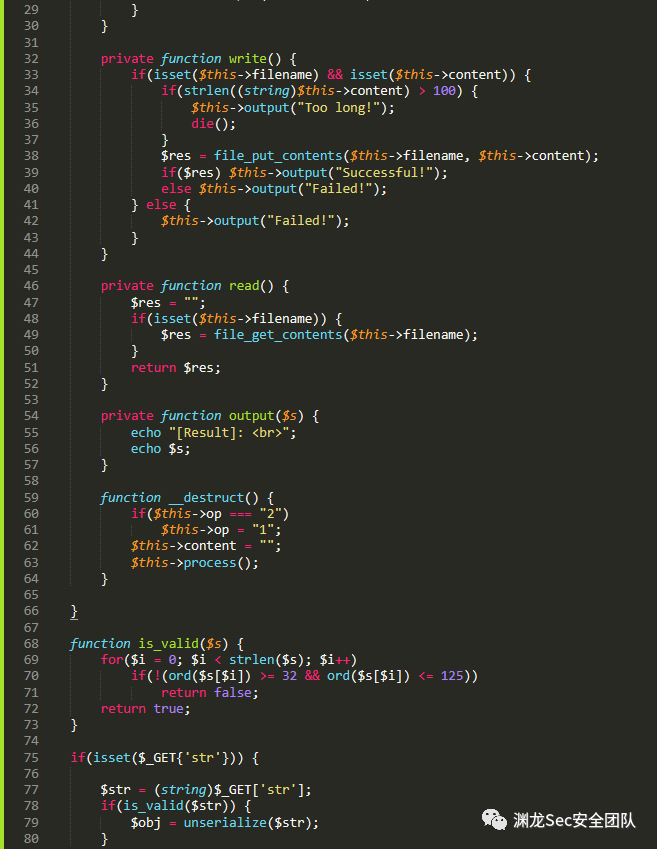 29 }
30 }
31
32 private function write() {
33 if(isset($this->filename) && isset($this->content)) {
34 if(strlen((string)$this->content) > 100) {
35 $this->output("Too long!");
36 die();
37 }
38 $res = file_put_contents($this->filename, $this->content);
39 if($res) $this->output("Successful!");
40 else $this->output("Failed!");
41 } else {
42 $this->output("Failed!");
43 }
44 }
45
46 private function read() {
47 $res = "";
48 if(isset($this->filename)) {
49 $res = file_get_contents($this->filename);
50 }
51 return $res;
52 }
53
54 private function output($s) {
55 echo "[Result]: <br>";
56 echo $s;
57 }
58
59 function __destruct() {
60 if($this->op === "2")
61 $this->op = "1";
62 $this->content = "";
63 $this->process();
64 }
65
66 }
67
68 function is_valid($s) {
69 for($i = 0; $i < strlen($s); $i++)
70 if(!(ord($s[$i]) >= 32 && ord($s[$i]) <= 125))
71 return false;
72 return true;
73 }
74
75 if(isset($_GET{'str'})) {
76
77 $str = (string)$_GET['str'];
78 if(is_valid($str)) {
79 $obj = unserialize($str);
80 }
渊龙Sec安全团队